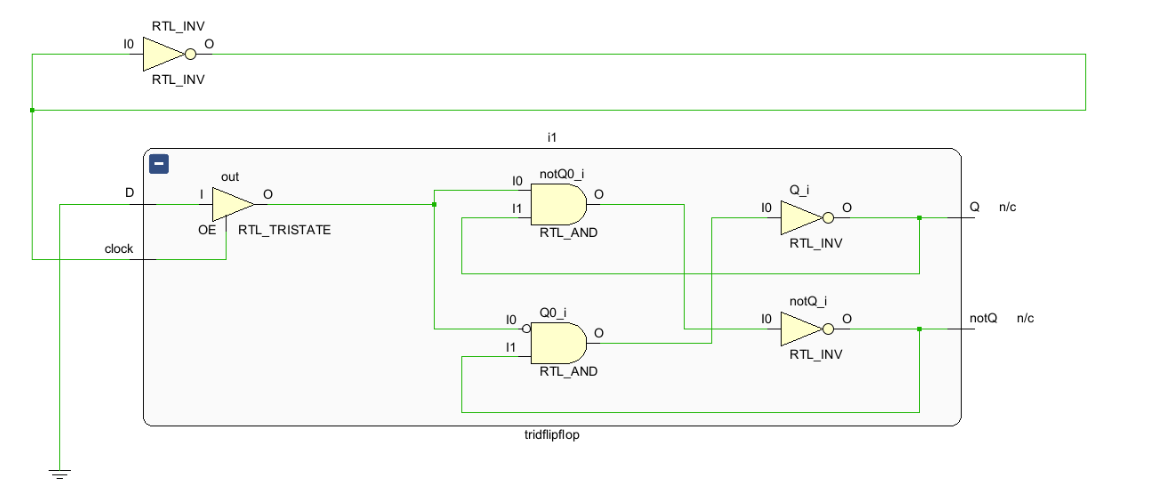 RTL_INV
I0 O
RTL_INV
i1
D
I
out
O
OE RTL_TRISTATE
clock
notQ0_i
I0
I1
O
RTL_AND
Q_i
I0 O
RTL_INV
Q n/c
Q0_i
I0
I1
O
RTL_AND
notQ_i
I0 O
RTL_INV
notQ n/c
tridflipflop